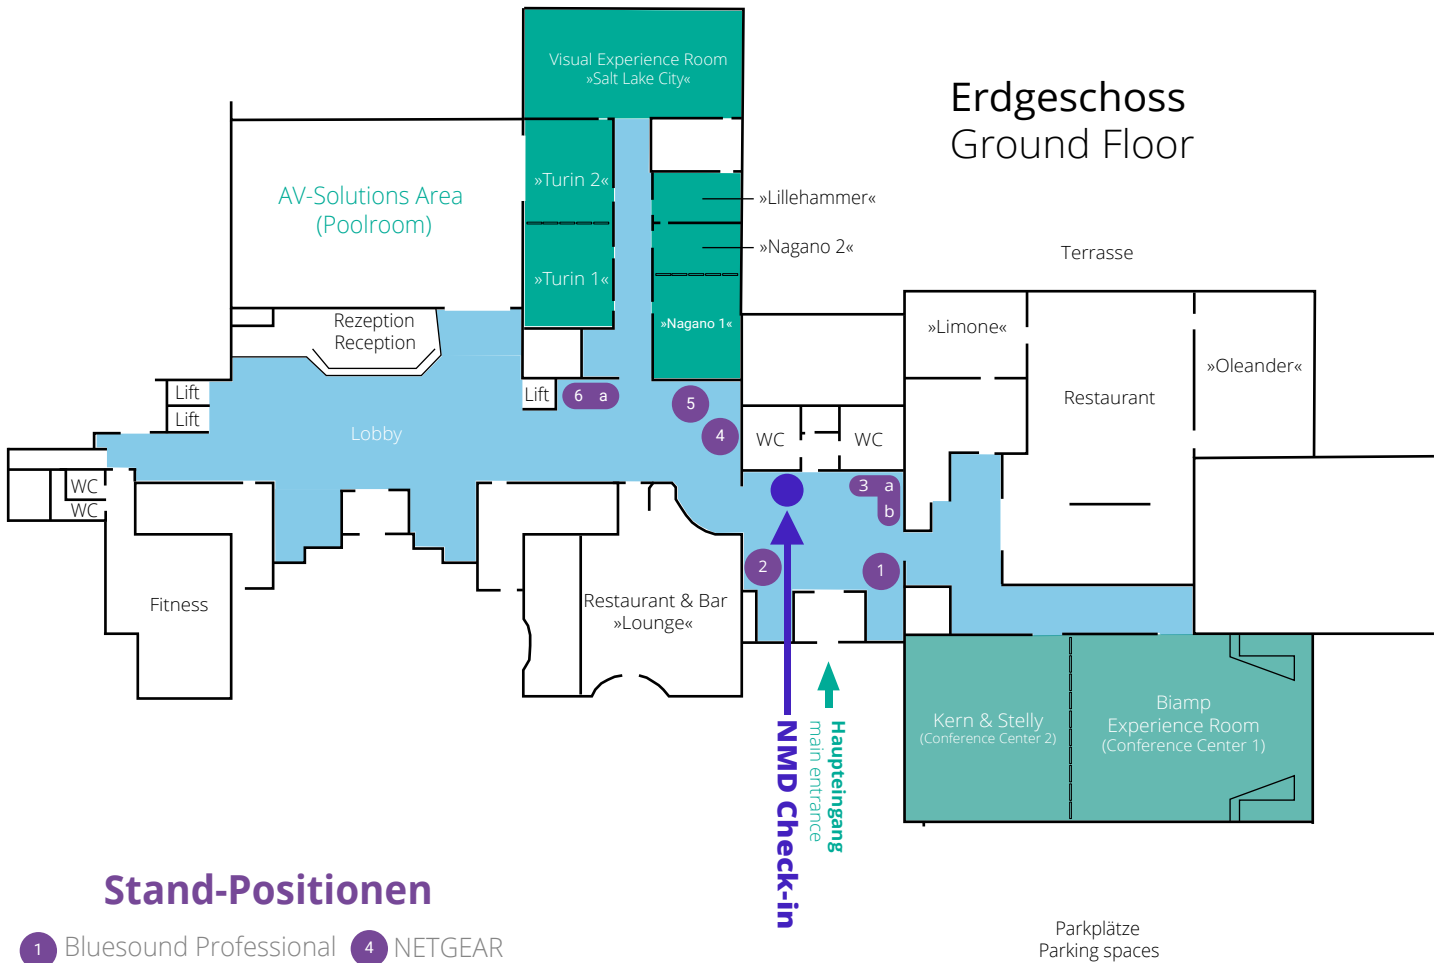 Visual Experience Room
»Salt Lake City«
Erdgeschoss
Ground Floor
AV-Solutions Area
(Poolroom)
»Turin 2«
»Lillehammer«
»Nagano 2«
Terrasse
»Turin 1«
»Nagano 1«
Rezeption
Reception
»Limone«
»Oleander«
Restaurant
Lift
Lift
Lift
6 a
5
4
Lobby
WC
WC
3 a
b
WC
WC
2
1
Fitness
Restaurant & Bar
»Lounge«
Kern & Stelly
(Conference Center 2)
Biamp
Experience Room
(Conference Center 1)
NMD Check-in
Haupteingang
main entrance
Stand-Positionen
1 Bluesound Professional
4 NETGEAR
Parkplätze
Parking spaces